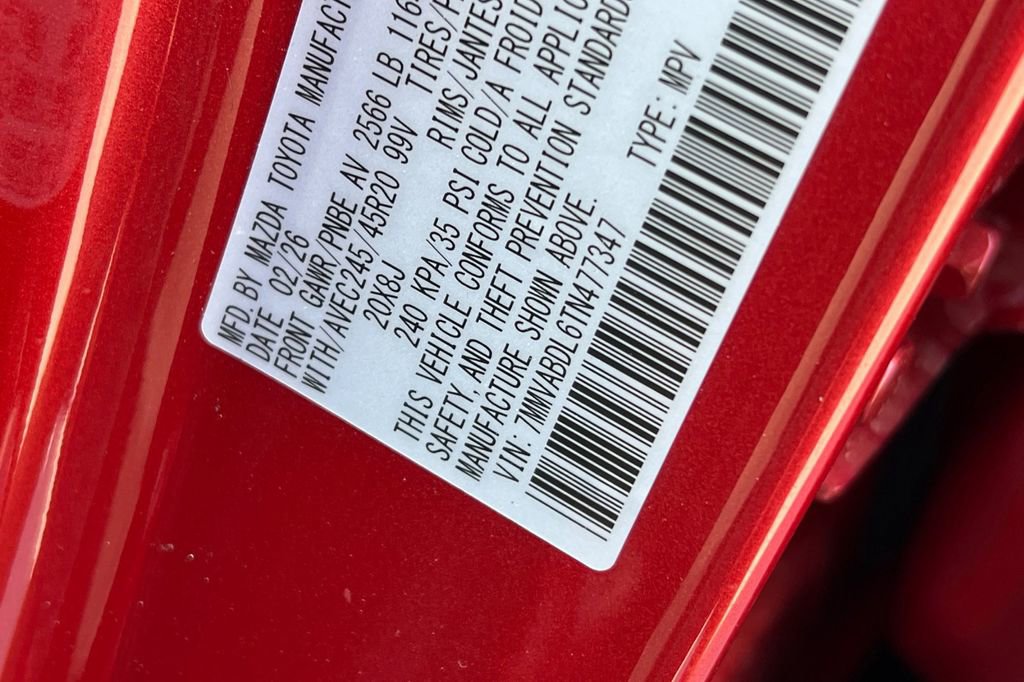 MFD.BY MAZDA TOYOTA MANUFACT
DATE 02/26
FRONT GAWR/PNBE AV 2566 LB 116
WITH/AVEC245/45R20 99V TIRES/P
20X8J RIMS/JANTES
240 KPA/35 PSI COLD/A FROID
THIS VEHICLE CONFORMS TO ALL APPLIC
SAFETY, AND THEFT PREVENTION STANDARD
MANUFACTURE SHOWN ABOVE.
VIN: 7MMVABDL6TN477347 TYPE: MPV